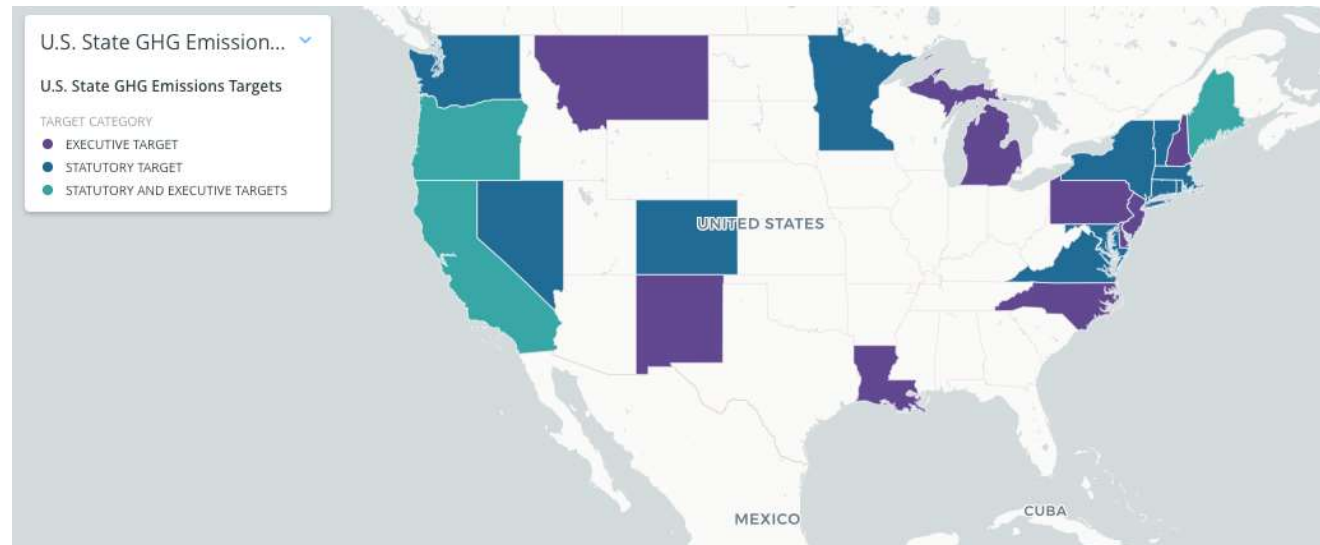 U.S. State GHG Emission...
U.S. State GHG Emissions Targets
TARGET CATEGORY
EXECUTIVE TARGET
STATUTORY TARGET
STATUTORY AND EXECUTIVE TARGETS
UNITED STATES
MEXICO
CUBA